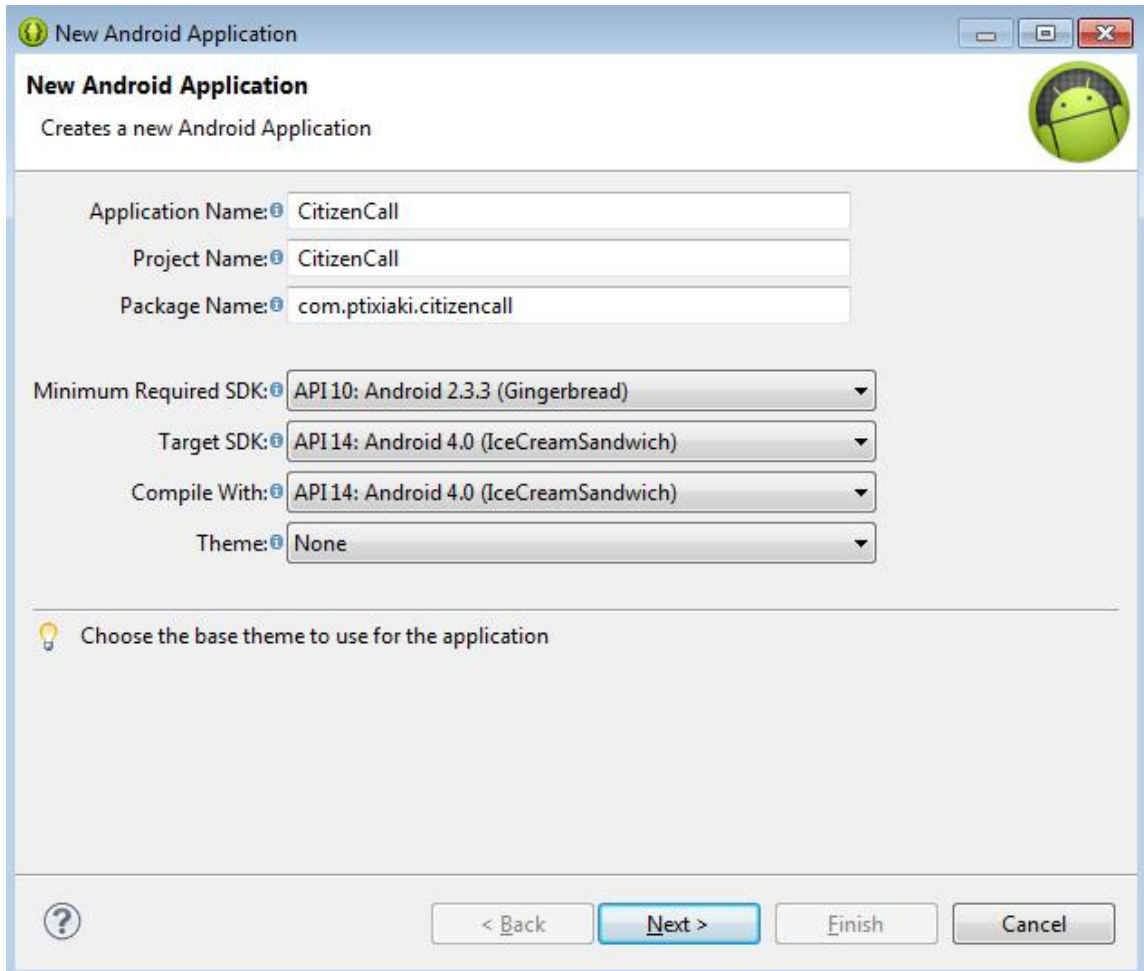 New Android Application
New Android Application
Creates a new Android Application
Application Name: CitizenCall
Project Name: CitizenCall
Package Name: com.ptixiaki.citizencall
Minimum Required SDK: API 10: Android 2.3.3 (Gingerbread)
Target SDK: API 14: Android 4.0 (IceCreamSandwich)
Compile With: API 14: Android 4.0 (IceCreamSandwich)
Theme: None
Choose the base theme to use for the application
? < Back Next > Finish Cancel